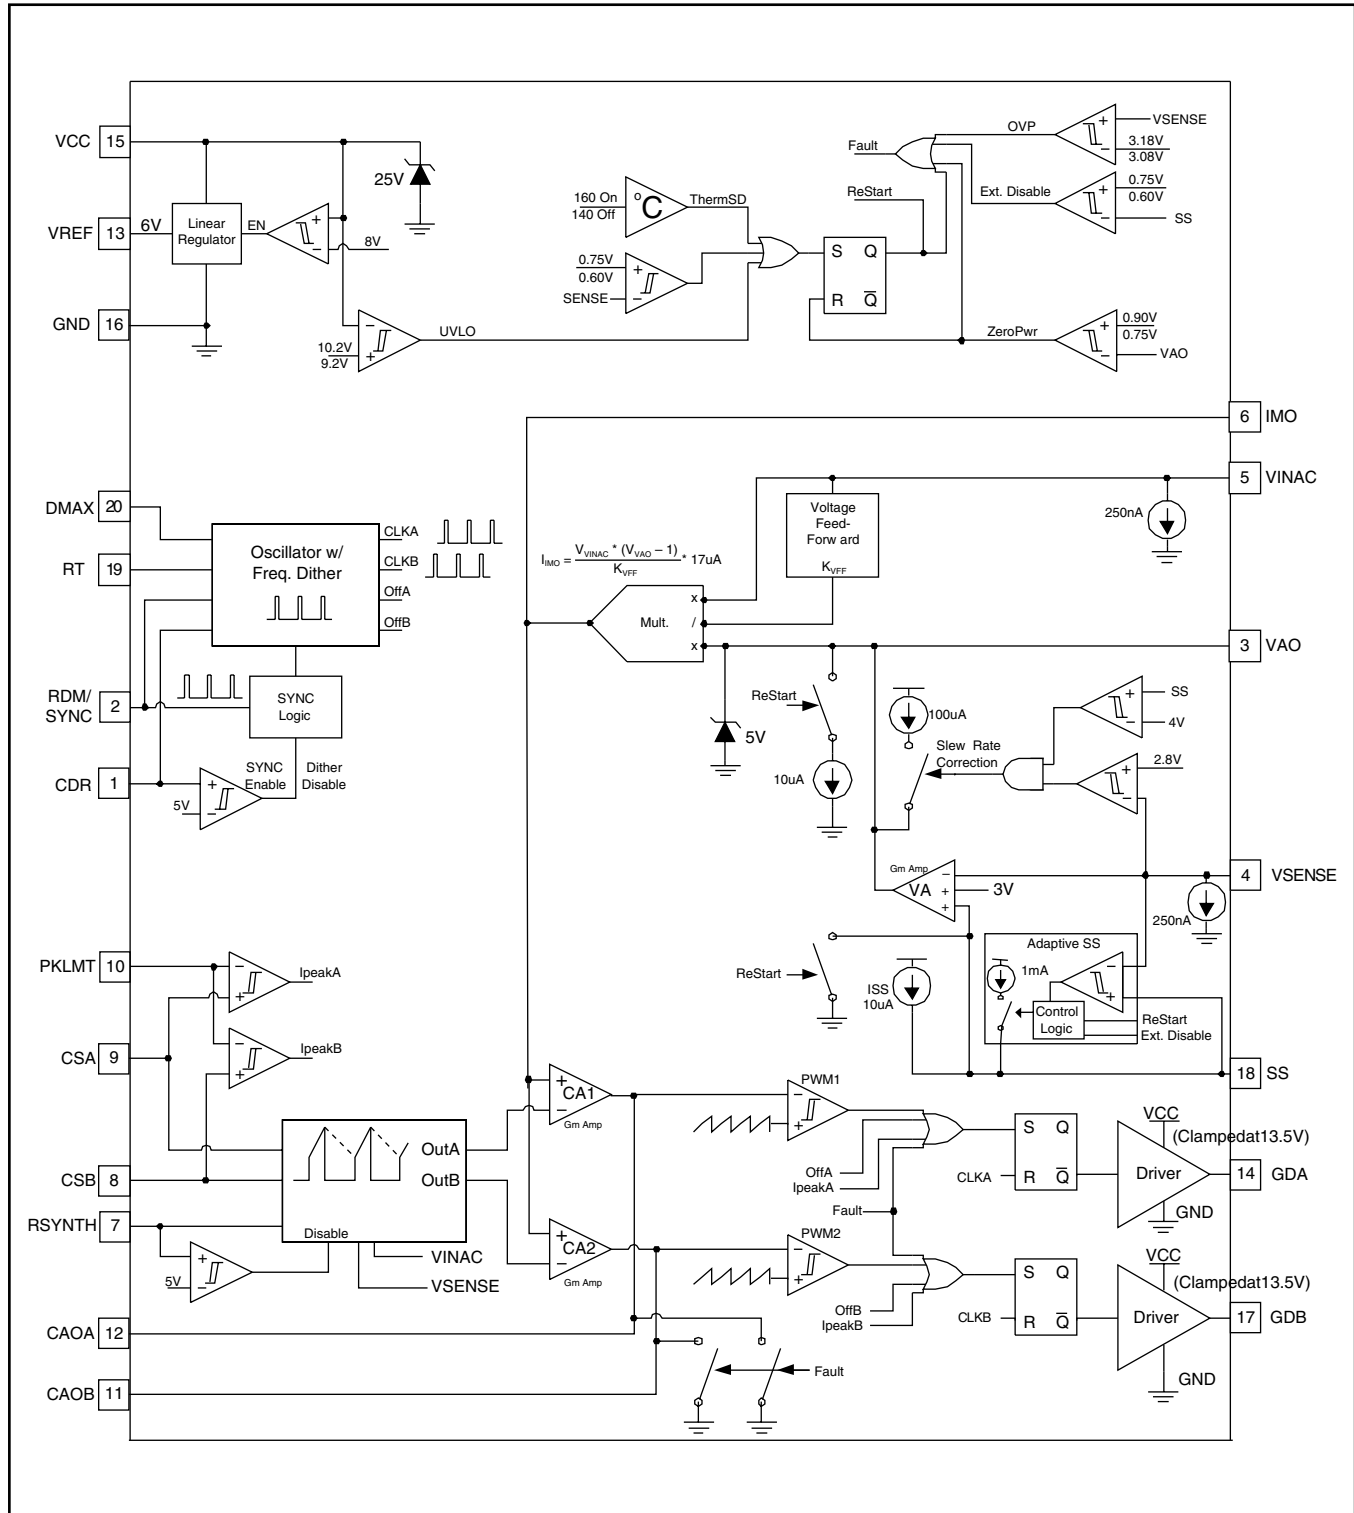 VCC 15
25V
VREF 13 6V
Linear
Regulator
EN
8V
GND 16
10.2V
9.2V
UVLO
160 On
140 Off
°C
ThermSD
0.75V
0.60V
SENSE
Fault
ReStart
S Q
R Q̅
OVP
VSENSE
3.18V
3.08V
Ext. Disable
0.75V
0.60V
SS
ZeroPwr
0.90V
0.75V
VAO
6 IMO
5 VINAC
250nA
Voltage
Feed-
Forw ard
K_VFF
I_IMO = V_VINAC * (V_VAO – 1) / K_VFF * 17uA
Mult.
x
/
x
3 VAO
DMAX 20
RT 19
Oscillator w/
Freq. Dither
CLKA
CLKB
OffA
OffB
RDM/
SYNC
2
SYNC
Logic
CDR 1
SYNC
Enable
Dither
Disable
5V
ReStart
5V
10uA
100uA
Slew Rate
Correction
SS
4V
2.8V
Gm Amp
VA
3V
4 VSENSE
250nA
ReStart
ISS
10uA
Adaptive SS
1mA
Control
Logic
ReStart
Ext. Disable
18 SS
PKLMT 10
IpeakA
CSA 9
IpeakB
CSB 8
RSYNTH 7
OutA
OutB
Disable
VINAC
VSENSE
5V
CA1
Gm Amp
CA2
Gm Amp
PWM1
OffA
IpeakA
Fault
PWM2
OffB
IpeakB
S Q
CLKA R Q̅
VCC
(Clampedat13.5V)
Driver
GND
14 GDA
S Q
CLKB R Q̅
VCC
(Clampedat13.5V)
Driver
GND
17 GDB
CAOA 12
CAOB 11
Fault